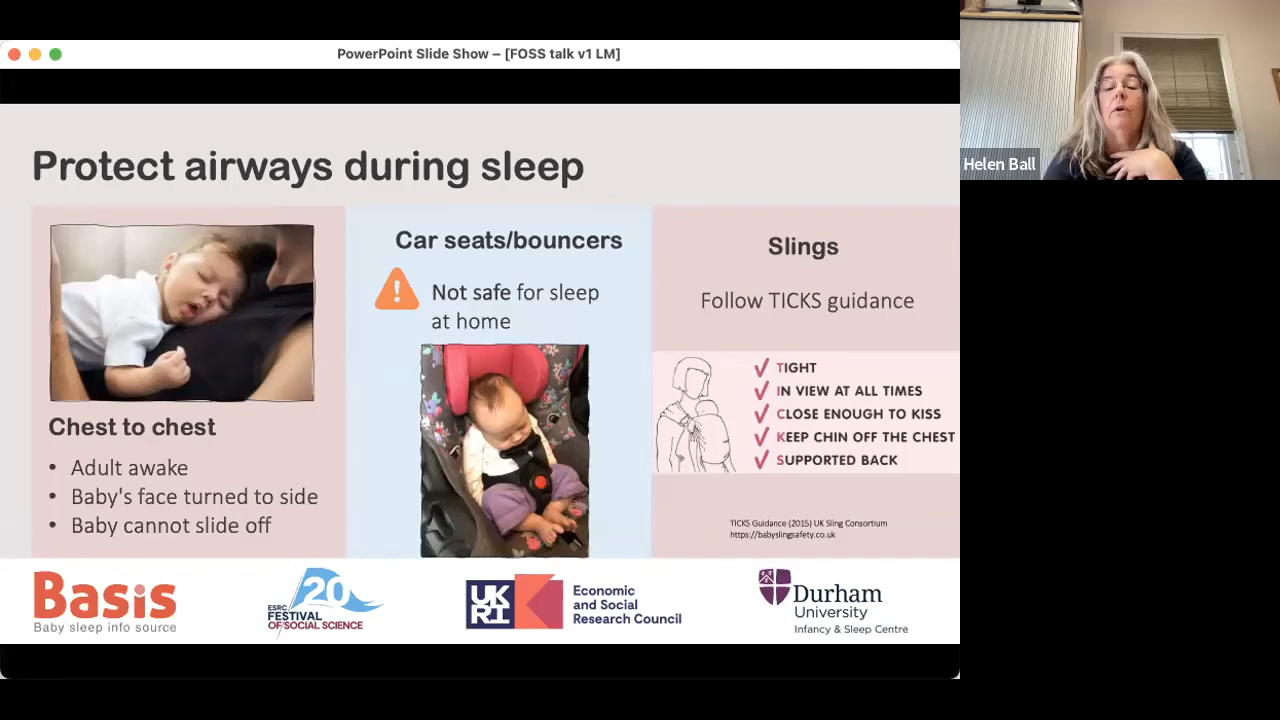 PowerPoint Slide Show – [FOSS talk v1 LM]
Helen Ball
Protect airways during sleep
Chest to chest
• Adult awake
• Baby's face turned to side
• Baby cannot slide off
Car seats/bouncers
!
Not safe for sleep
at home
Slings
Follow TICKS guidance
TIGHT
IN VIEW AT ALL TIMES
CLOSE ENOUGH TO KISS
KEEP CHIN OFF THE CHEST
SUPPORTED BACK
TICKS Guidance (2015) UK Sling Consortium
https://babyslingsafety.co.uk
Basis
Baby sleep info source
20
ESRC
FESTIVAL
OF SOCIAL SCIENCE
UK
RI
Economic
and Social
Research Council
Durham
University
Infancy & Sleep Centre